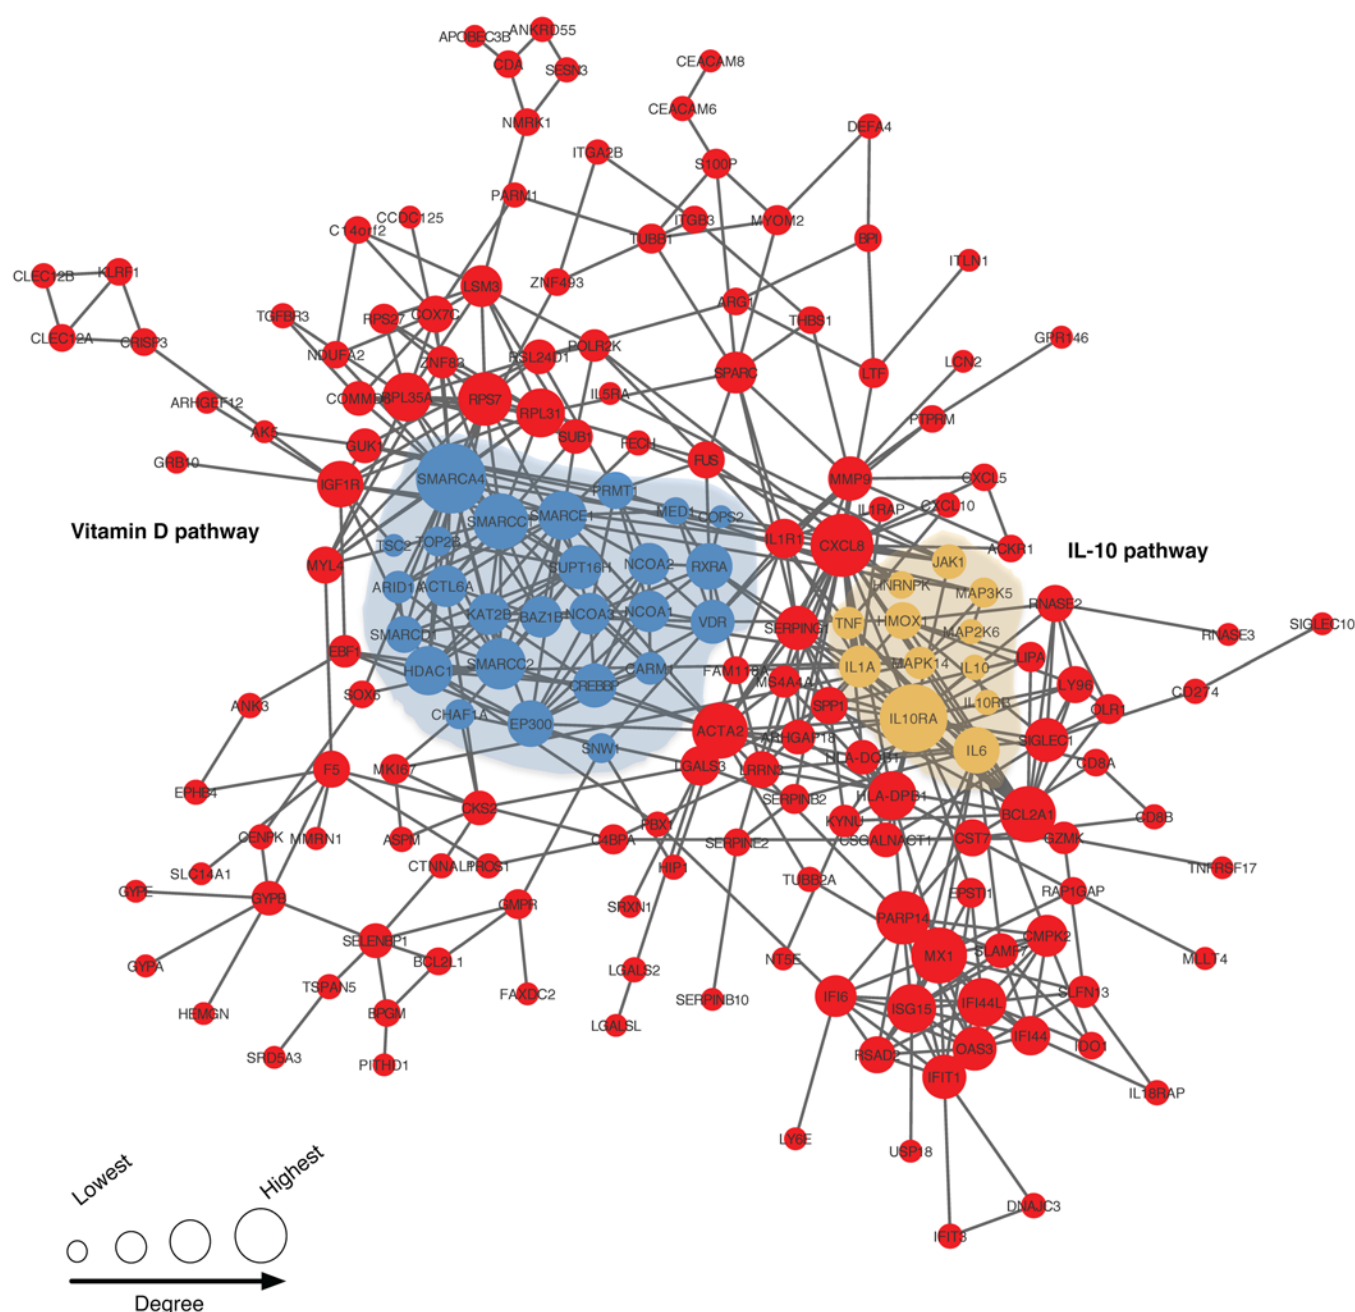 APOBEC3B
ANKRD55
CDA
SESN3
CEACAM8
CEACAM6
NMRK1
DEFA4
ITGA2B
S100P
PARM1
CCDC125
C14orf2
ITGB3
MYOM2
TUBB1
BPI
ITLN1
CLEC12B
KLRF1
LSM3
ZNF493
ARG1
TGFBR3
RPS27
COX7C
THBS1
CLEC12A
CRISP3
NDUFA2
ZNF83
RSL24D1
POLR2K
GPR146
SPARC
LTF
LCN2
ARHGEF12
RPL35A
RPS7
RPL31
IL5RA
PTPRM
AK5
GUK1
SUB1
FECH
GRB10
IGF1R
FUS
MMP9
CXCL5
SMARCA4
PRMT1
MED1
COPS2
IL1RAP
CXCL10
Vitamin D pathway
SMARCE1
TSC2
TOP2B
IL1R1
CXCL8
ACKR1
IL-10 pathway
MYL4
SUPT16H
NCOA2
RXRA
JAK1
ARID1A
ACTL6A
HNRNPK
MAP3K5
RNASE2
KAT2B
BAZ1B
NCOA3
NCOA1
VDR
SERPING1
TNF
HMOX1
MAP2K6
RNASE3
SIGLEC10
SMARCD1
EBF1
HDAC1
SMARCC2
CREBBP
CARM1
MS4A4A
IL1A
MAPK14
IL10
LIPA
LY96
CD274
SOX6
ANK3
CHAF1A
EP300
SNW1
ACTA2
SPP1
IL10RA
IL10RB
OLR1
ARHGAP18
SIGLEC1
IL6
F5
MKI67
LGALS3
LRRN3
CD8A
EPHB4
CKS2
SERPINB2
HLA-DPB1
BCL2A1
CD8B
CENPK
MMRN1
ASPM
C4BPA
PBX1
SERPINE2
KYNU
CST7
GZMK
SLC14A1
PROS1
HIP1
TNFRSF17
GYPE
GYPB
GMPR
SRXN1
TUBB2A
EPSTI1
RAP1GAP
PARP14
SELENBP1
CMPK2
GYPA
BCL2L1
NT5E
MX1
SLAMF7
MLLT4
TSPAN5
LGALS2
HEMGN
BPGM
FAXDC2
SERPINB10
IFI6
ISG15
IFI44L
SLFN13
LGALSL
SRD5A3
PITHD1
RSAD2
OAS3
IFI44
IDO1
IFIT1
IL18RAP
LY6E
USP18
Lowest
Highest
DNAJC3
IFIT3
Degree